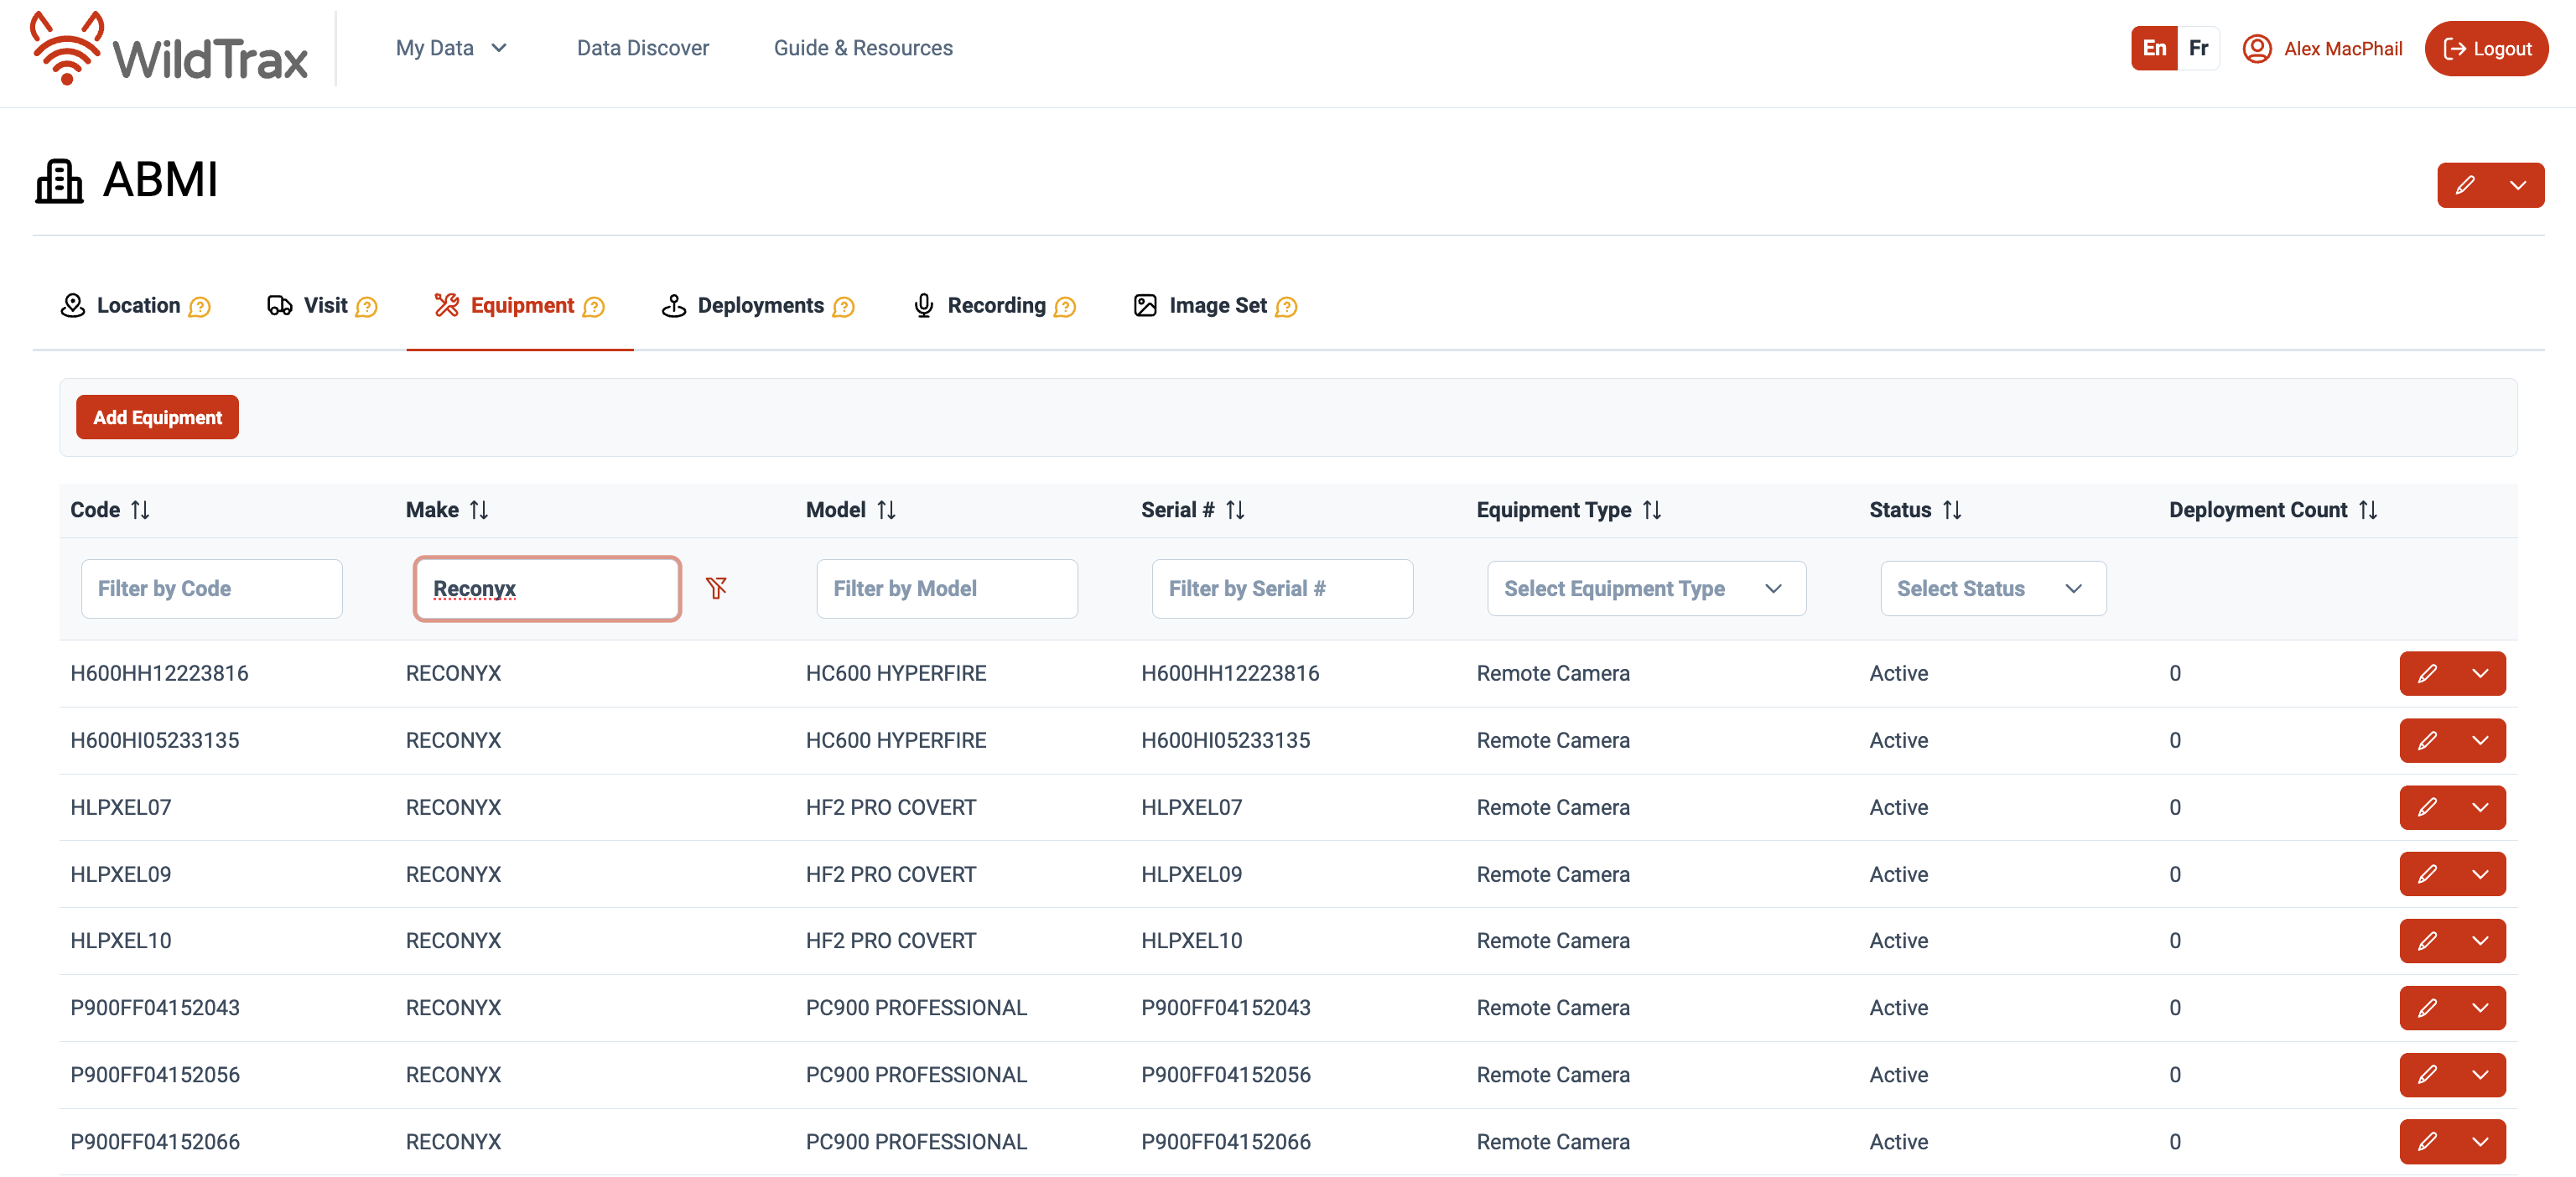 WildTrax
My Data
Data Discover
Guide & Resources
En Fr
Alex MacPhail
Logout
ABMI
Location
Visit
Equipment
Deployments
Recording
Image Set
Add Equipment
Code Make Model Serial # Equipment Type Status Deployment Count
Filter by Code Reconyx Filter by Model Filter by Serial # Select Equipment Type Select Status
H600HH12223816 RECONYX HC600 HYPERFIRE H600HH12223816 Remote Camera Active 0
H600HI05233135 RECONYX HC600 HYPERFIRE H600HI05233135 Remote Camera Active 0
HLPXEL07 RECONYX HF2 PRO COVERT HLPXEL07 Remote Camera Active 0
HLPXEL09 RECONYX HF2 PRO COVERT HLPXEL09 Remote Camera Active 0
HLPXEL10 RECONYX HF2 PRO COVERT HLPXEL10 Remote Camera Active 0
P900FF04152043 RECONYX PC900 PROFESSIONAL P900FF04152043 Remote Camera Active 0
P900FF04152056 RECONYX PC900 PROFESSIONAL P900FF04152056 Remote Camera Active 0
P900FF04152066 RECONYX PC900 PROFESSIONAL P900FF04152066 Remote Camera Active 0